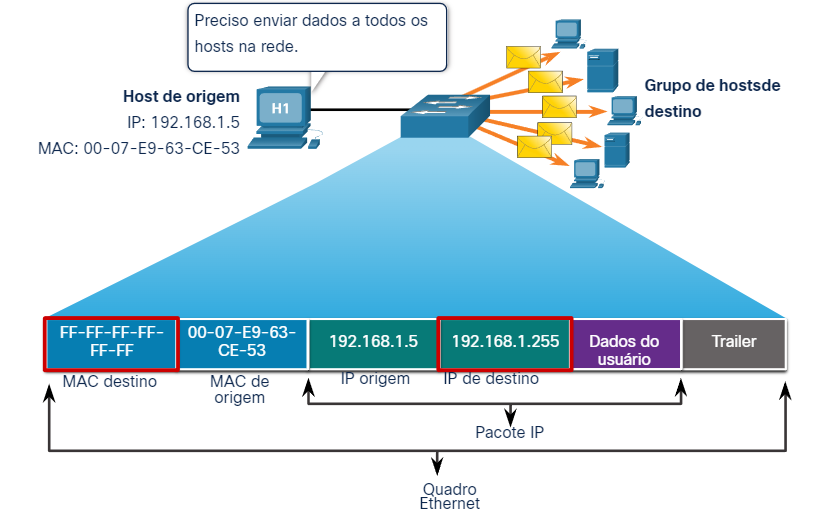 Preciso enviar dados a todos os
hosts na rede.
Host de origem
IP: 192.168.1.5
MAC: 00-07-E9-63-CE-53
H1
Grupo de hostsde
destino
FF-FF-FF-FF-
FF-FF
00-07-E9-63-
CE-53
192.168.1.5
192.168.1.255
Dados do
usuário
Trailer
MAC destino
MAC de
origem
IP origem
IP de destino
Pacote IP
Quadro
Ethernet